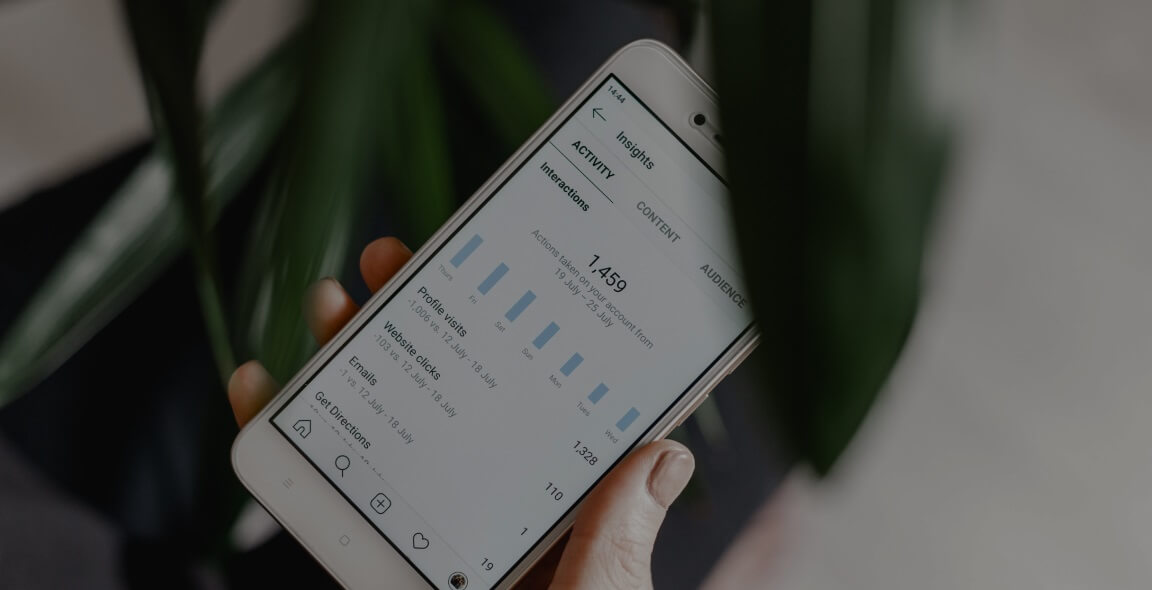 14:44
Insights
ACTIVITY CONTENT AUDIENCE
Interactions
1,459
Actions taken on your account from
19 July – 25 July
Thurs Fri Sat Sun Mon Tues Wed
Profile visits 1,328
-1,006 vs. 12 July - 18 July
Website clicks 110
-103 vs. 12 July - 18 July
Emails 1
-1 vs. 12 July - 18 July
Get Directions 19